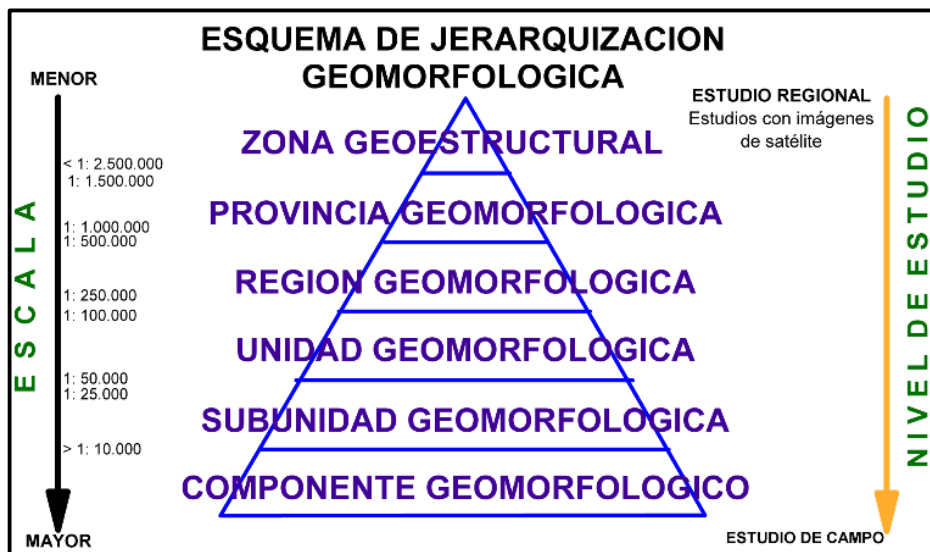 ESQUEMA DE JERARQUIZACION
GEOMORFOLOGICA
MENOR
ESCALA
< 1: 2.500.000
1: 1.500.000
1: 1.000.000
1: 500.000
1: 250.000
1: 100.000
1: 50.000
1: 25.000
> 1: 10.000
MAYOR
ZONA GEOESTRUCTURAL
PROVINCIA GEOMORFOLOGICA
REGION GEOMORFOLOGICA
UNIDAD GEOMORFOLOGICA
SUBUNIDAD GEOMORFOLOGICA
COMPONENTE GEOMORFOLOGICO
ESTUDIO REGIONAL
Estudios con imágenes
de satélite
NIVEL DE ESTUDIO
ESTUDIO DE CAMPO